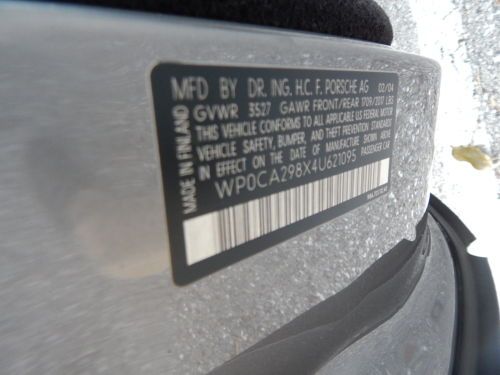 MFD BY DR. ING. H.C. F. PORSCHE AG 02/04
GVWR 3527 GAWR FRONT/REAR 1709/2017 LBS
THIS VEHICLE CONFORMS TO ALL APPLICABLE US FEDERAL MOTOR
VEHICLE SAFETY, BUMPER, AND THEFT PREVENTION STANDARDS
IN EFFECT ON THE DATE OF MANUFACTURE SHOWN ABOVE
WP0CA298X4U621095 PASSENGER CAR
MADE IN FINLAND